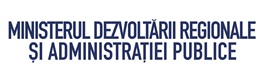 MINISTERUL DEZVOLTĂRII REGIONALE
ȘI ADMINISTRAȚIEI PUBLICE